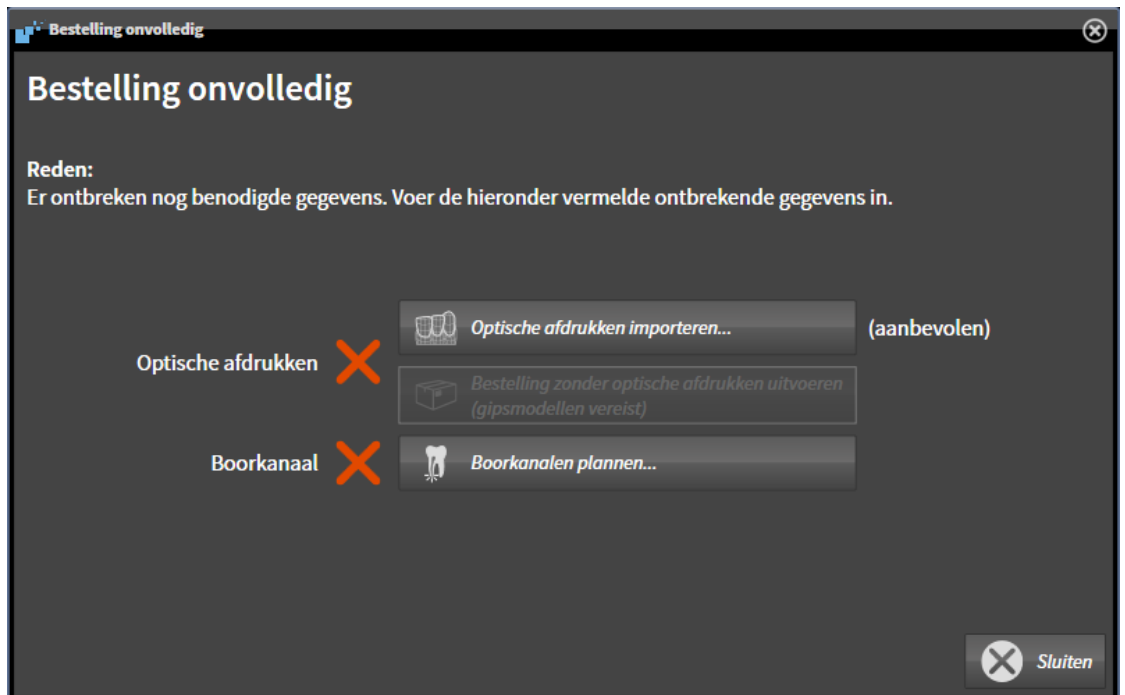 Bestelling onvolledig
Bestelling onvolledig
Reden:
Er ontbreken nog benodigde gegevens. Voer de hieronder vermelde ontbrekende gegevens in.
Optische afdrukken importeren...
(aanbevolen)
Optische afdrukken
Bestelling zonder optische afdrukken uitvoeren
(gipsmodellen vereist)
Boorkanaal
Boorkanalen plannen...
Sluiten